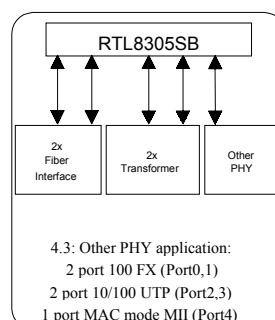 RTL8305SB
2x
Fiber
Interface
2x
Transformer
Other
PHY
4.3: Other PHY application:
2 port 100 FX (Port0,1)
2 port 10/100 UTP (Port2,3)
1 port MAC mode MII (Port4)